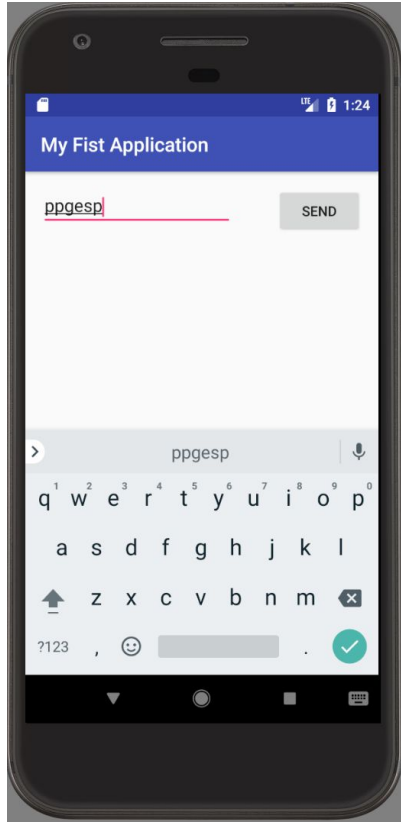 LTE 1:24
My Fist Application
ppgesp SEND
ppgesp
1 2 3 4 5 6 7 8 9 0
q w e r t y u i o p
a s d f g h j k l
z x c v b n m
?123 , .